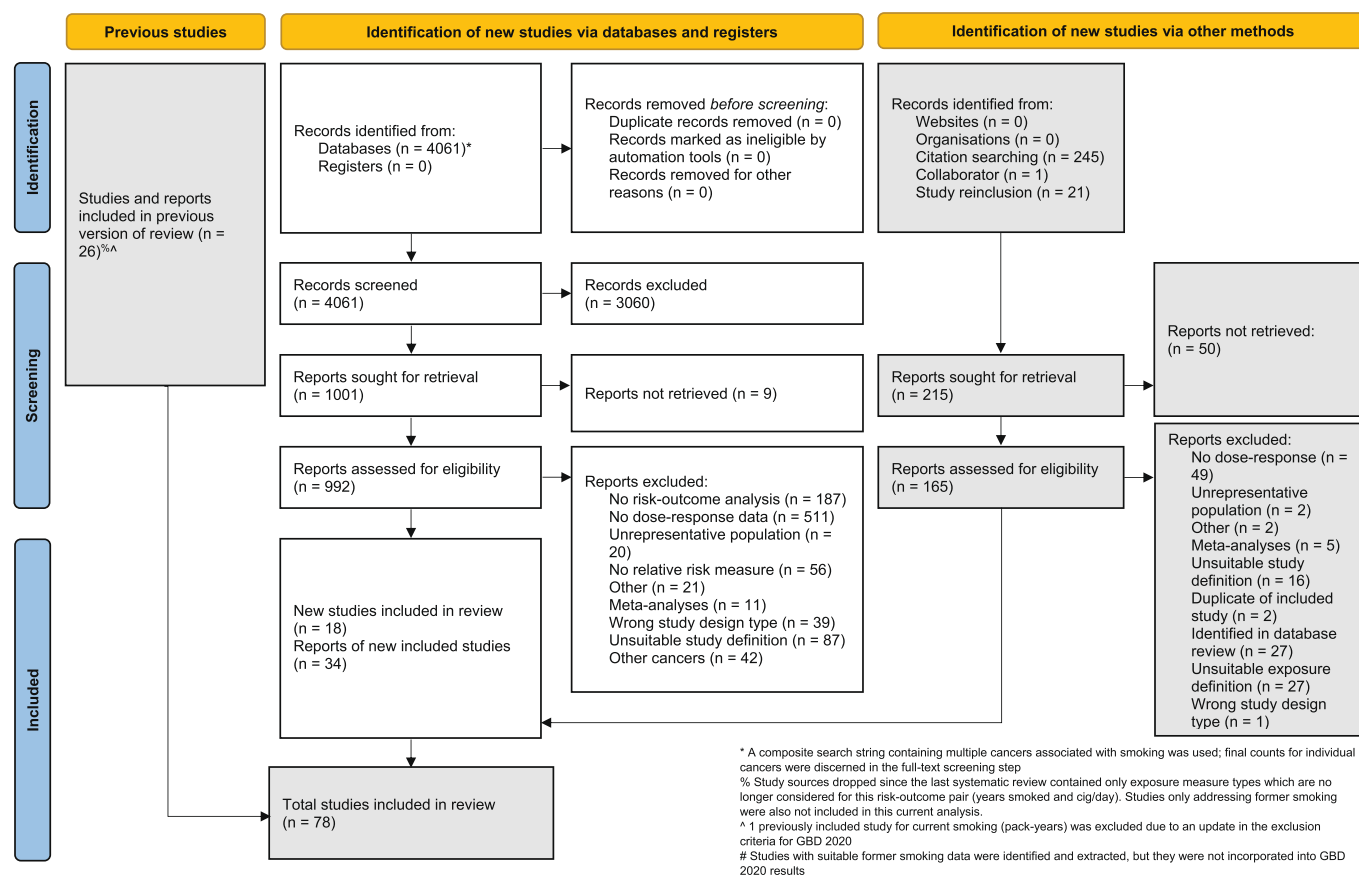 Previous studies
Identification of new studies via databases and registers
Identification of new studies via other methods
Identification
Screening
Included
Studies and reports
included in previous
version of review (n =
26)%^
Records identified from:
Databases (n = 4061)*
Registers (n = 0)
Records removed before screening:
Duplicate records removed (n = 0)
Records marked as ineligible by
automation tools (n = 0)
Records removed for other
reasons (n = 0)
Records identified from:
Websites (n = 0)
Organisations (n = 0)
Citation searching (n = 245)
Collaborator (n = 1)
Study reinclusion (n = 21)
Records screened
(n = 4061)
Records excluded
(n = 3060)
Reports sought for retrieval
(n = 1001)
Reports not retrieved (n = 9)
Reports sought for retrieval
(n = 215)
Reports not retrieved:
(n = 50)
Reports assessed for eligibility
(n = 992)
Reports excluded:
No risk-outcome analysis (n = 187)
No dose-response data (n = 511)
Unrepresentative population (n =
20)
No relative risk measure (n = 56)
Other (n = 21)
Meta-analyses (n = 11)
Wrong study design type (n = 39)
Unsuitable study definition (n = 87)
Other cancers (n = 42)
Reports assessed for eligibility
(n = 165)
Reports excluded:
No dose-response (n =
49)
Unrepresentative
population (n = 2)
Other (n = 2)
Meta-analyses (n = 5)
Unsuitable study
definition (n = 16)
Duplicate of included
study (n = 2)
Identified in database
review (n = 27)
Unsuitable exposure
definition (n = 27)
Wrong study design
type (n = 1)
New studies included in review
(n = 18)
Reports of new included studies
(n = 34)
Total studies included in review
(n = 78)
* A composite search string containing multiple cancers associated with smoking was used; final counts for individual
cancers were discerned in the full-text screening step
% Study sources dropped since the last systematic review contained only exposure measure types which are no
longer considered for this risk-outcome pair (years smoked and cig/day). Studies only addressing former smoking
were also not included in this current analysis.
^ 1 previously included study for current smoking (pack-years) was excluded due to an update in the exclusion
criteria for GBD 2020
# Studies with suitable former smoking data were identified and extracted, but they were not incorporated into GBD
2020 results